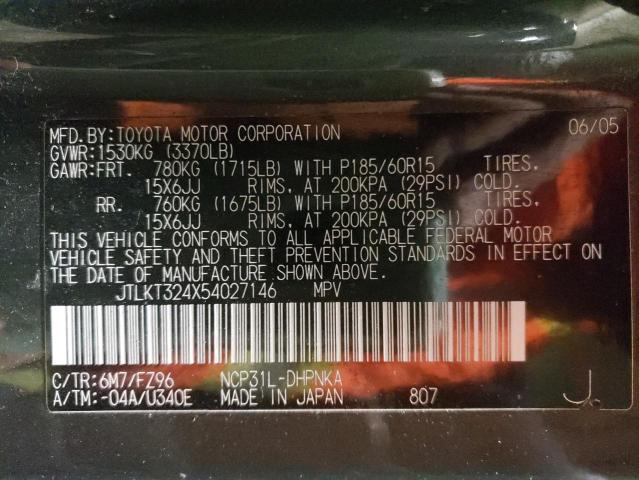 MFD.BY:TOYOTA MOTOR CORPORATION 06/05
GVWR:1530KG (3370LB)
GAWR:FRT. 780KG (1715LB) WITH P185/60R15 TIRES,
15X6JJ RIMS, AT 200KPA (29PSI) COLD.
RR. 760KG (1675LB) WITH P185/60R15 TIRES,
15X6JJ RIMS, AT 200KPA (29PSI) COLD.
THIS VEHICLE CONFORMS TO ALL APPLICABLE FEDERAL MOTOR
VEHICLE SAFETY AND THEFT PREVENTION STANDARDS IN EFFECT ON
THE DATE OF MANUFACTURE SHOWN ABOVE.
JTLKT324X54027146 MPV
C/TR:6M7/FZ96 NCP31L-DHPNKA
A/TM:-04A/U340E MADE IN JAPAN 807 J